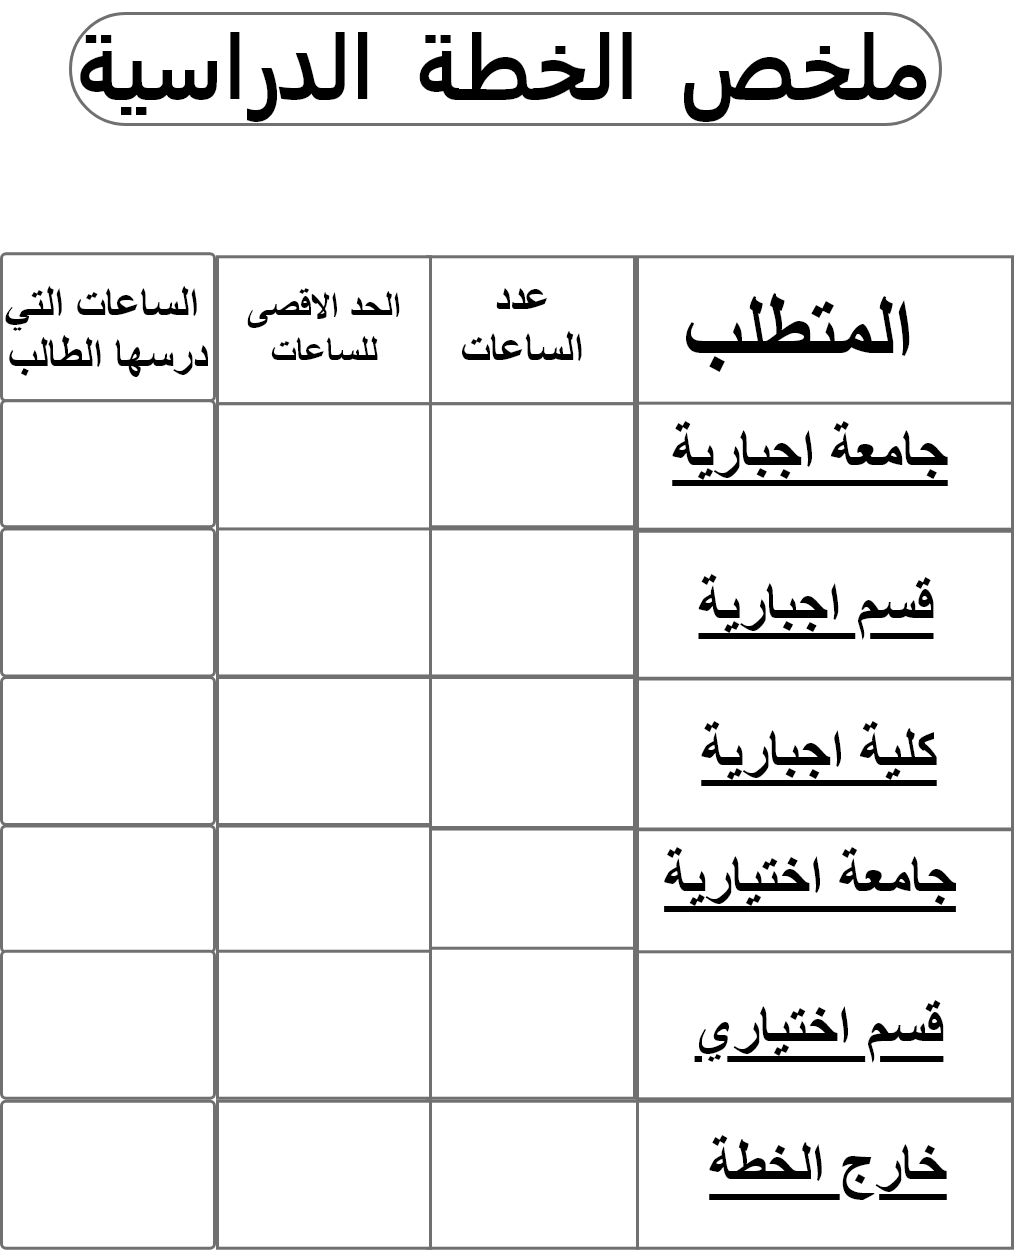 ملخص الخطة الدراسية
المتطلب
عدد
الساعات
الحد الاقصى
للساعات
الساعات التي
درسها الطالب
جامعة اجبارية
قسم اجبارية
كلية اجبارية
جامعة اختيارية
قسم اختياري
خارج الخطة